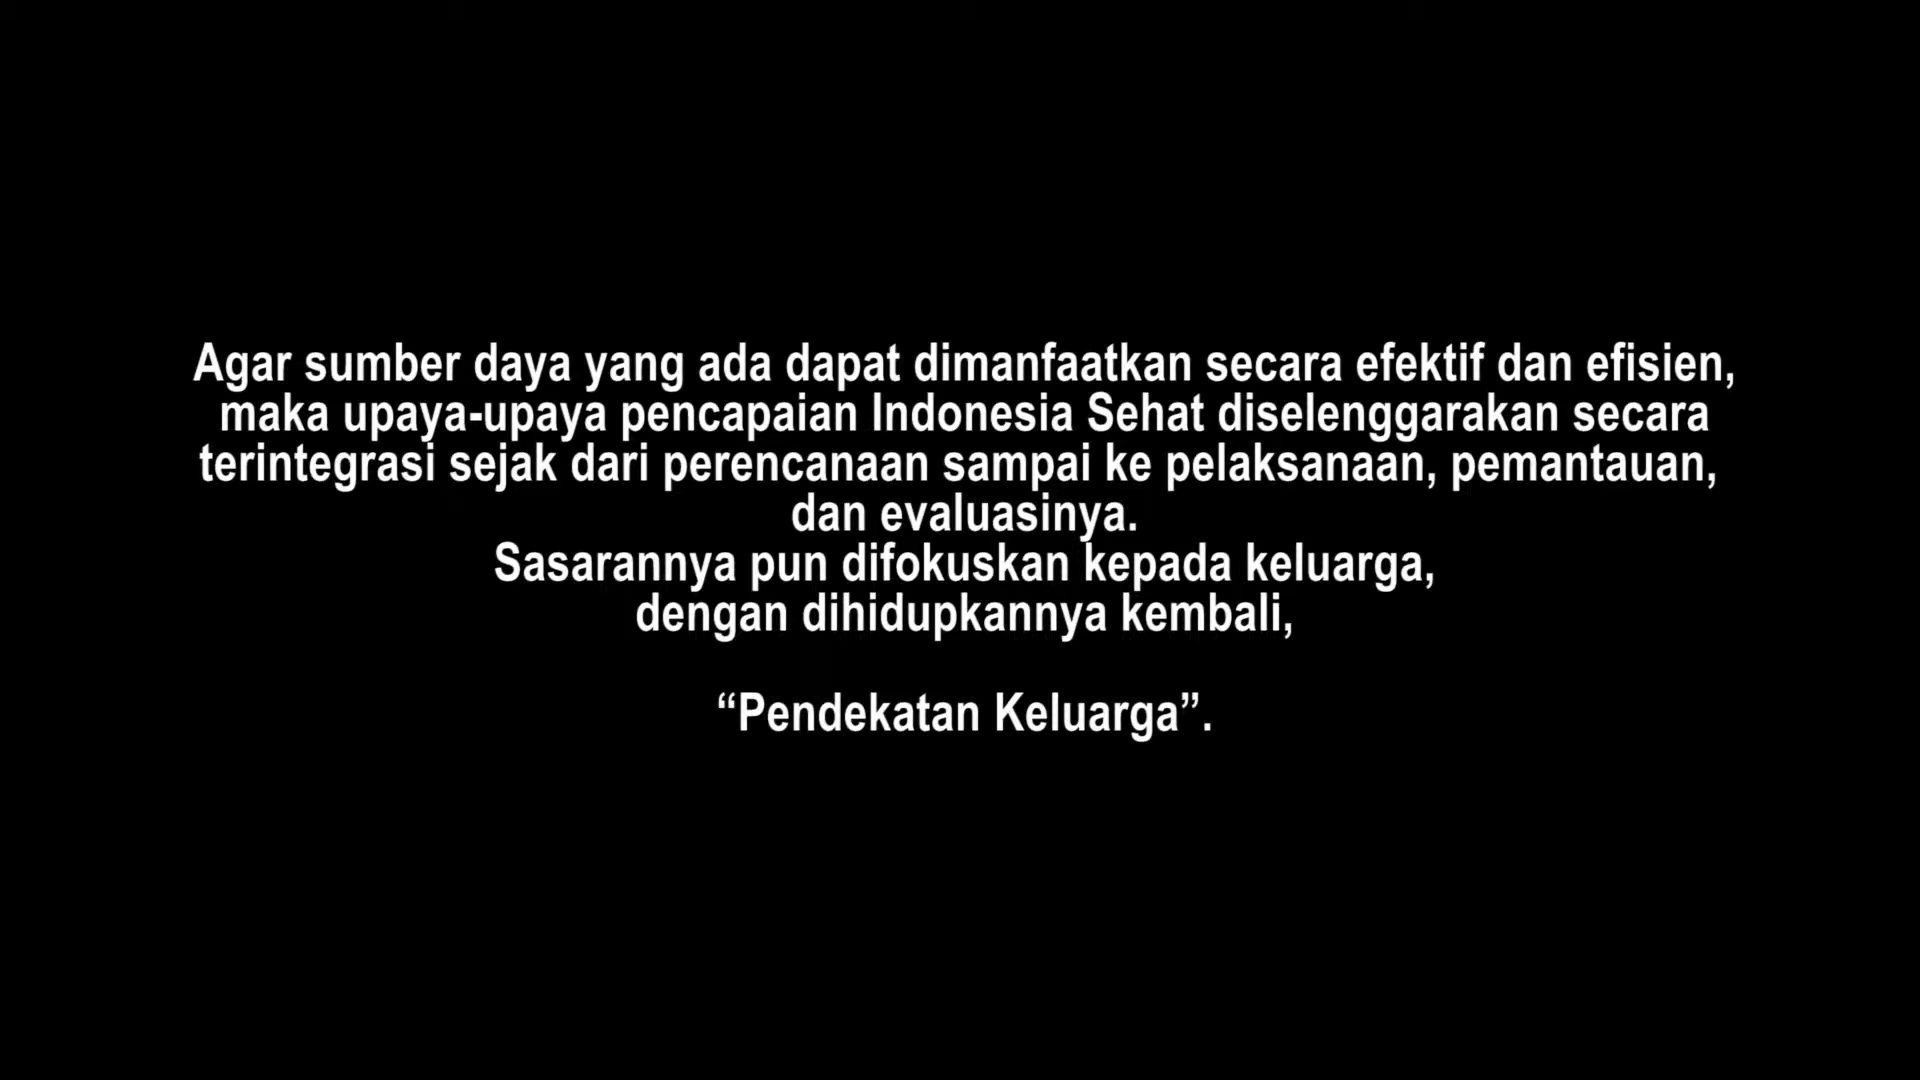 Agar sumber daya yang ada dapat dimanfaatkan secara efektif dan efisien,
maka upaya-upaya pencapaian Indonesia Sehat diselenggarakan secara
terintegrasi sejak dari perencanaan sampai ke pelaksanaan, pemantauan,
dan evaluasinya.
Sasarannya pun difokuskan kepada keluarga,
dengan dihidupkannya kembali,
“Pendekatan Keluarga”.